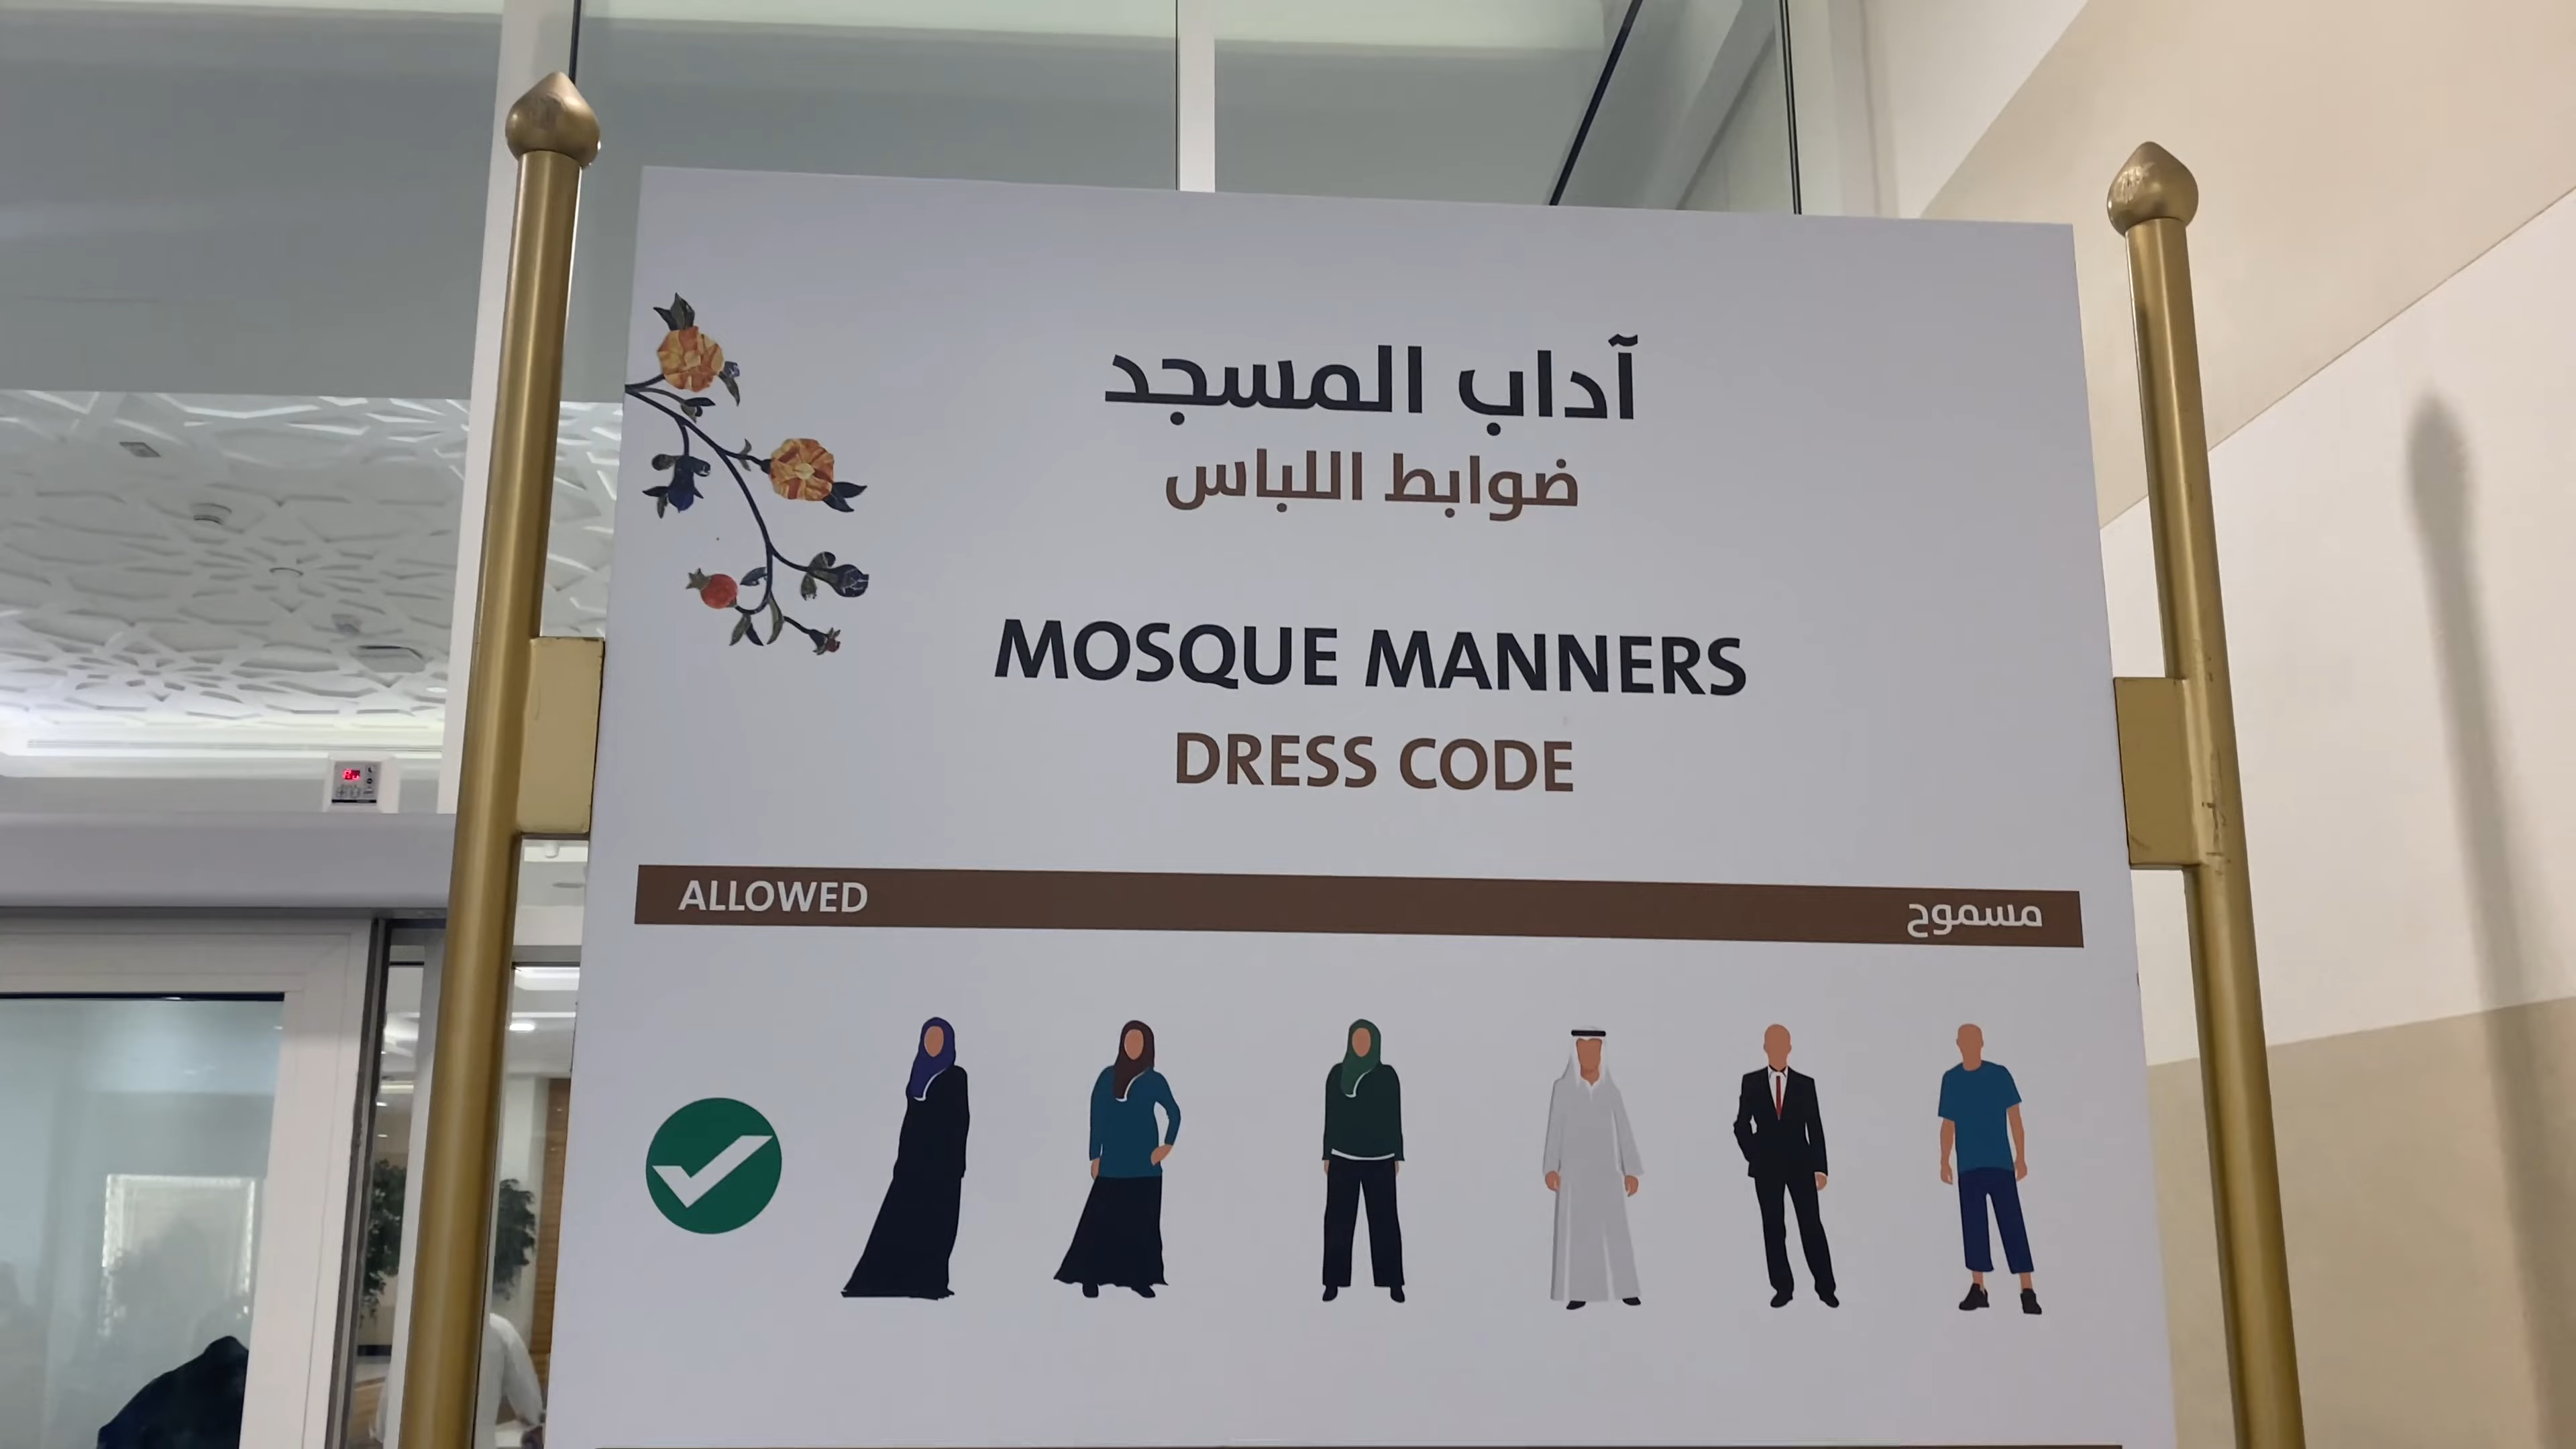 آداب المسجد
ضوابط اللباس
MOSQUE MANNERS
DRESS CODE
ALLOWED مسموح